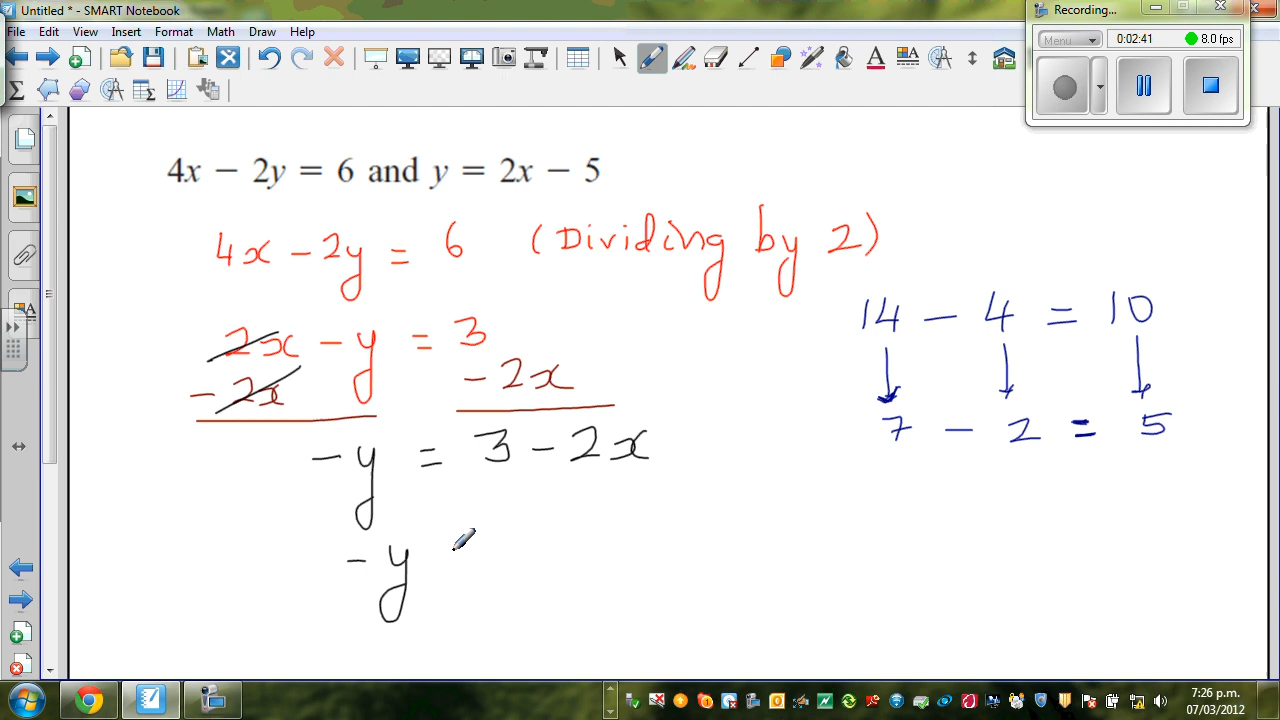 Untitled * - SMART Notebook
File Edit View Insert Format Math Draw Help
Recording...
Menu
0:02:41
8.0 fps
4x − 2y = 6 and y = 2x − 5
4x − 2y = 6 (Dividing by 2)
2x − y = 3
− 2x − 2x
− y = 3 − 2x
− y
14 − 4 = 10
7 − 2 = 5
7:26 p.m.
07/03/2012